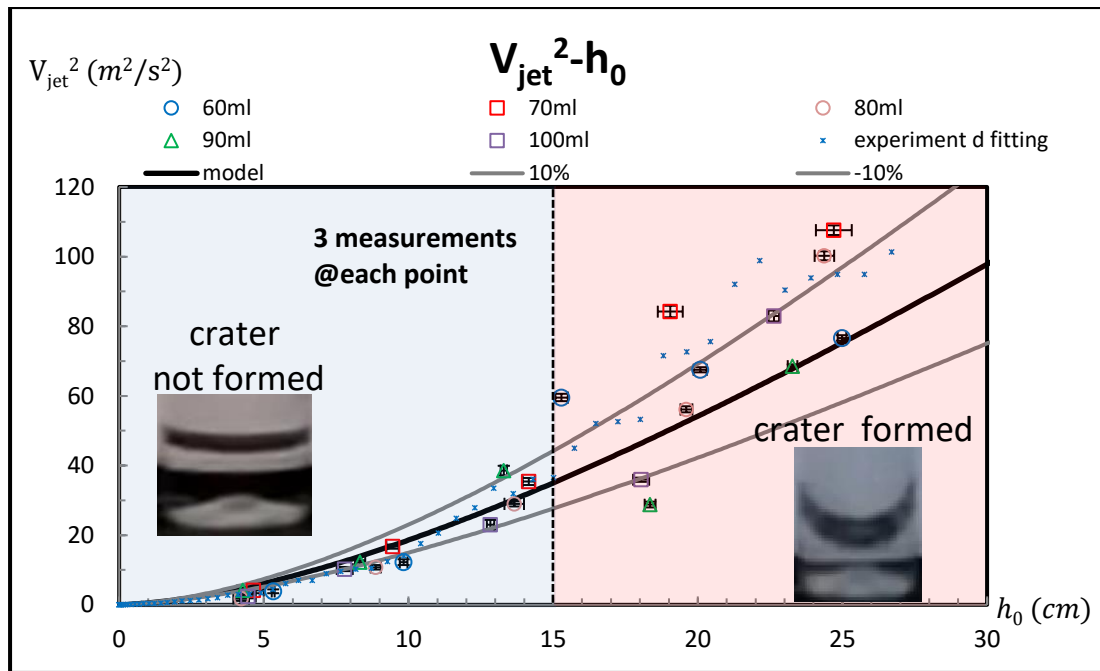 V_jet²-h₀
V_jet² (m²/s²)
60ml 70ml 80ml
90ml 100ml experiment d fitting
model 10% -10%
120
100
80
60
40
20
0
3 measurements
@each point
crater
not formed
crater formed
0 5 10 15 20 25 30
h₀ (cm)